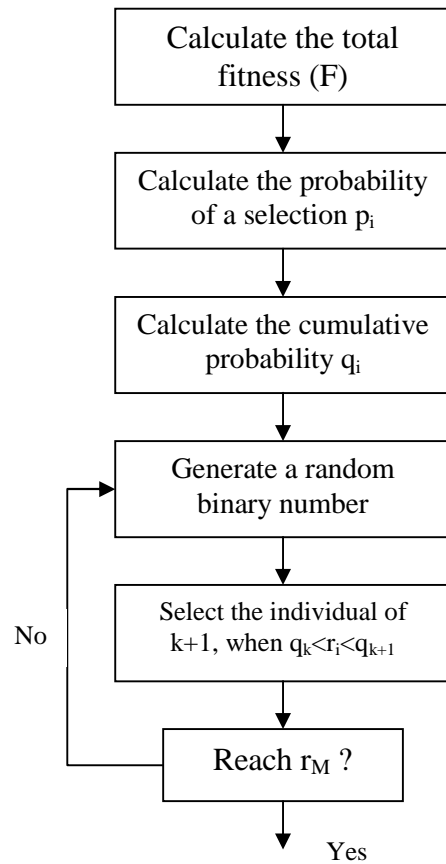 Calculate the total
fitness (F)
Calculate the probability
of a selection pᵢ
Calculate the cumulative
probability qᵢ
Generate a random
binary number
Select the individual of
k+1, when qₖ<rᵢ<qₖ₊₁
No
Reach r_M ?
Yes